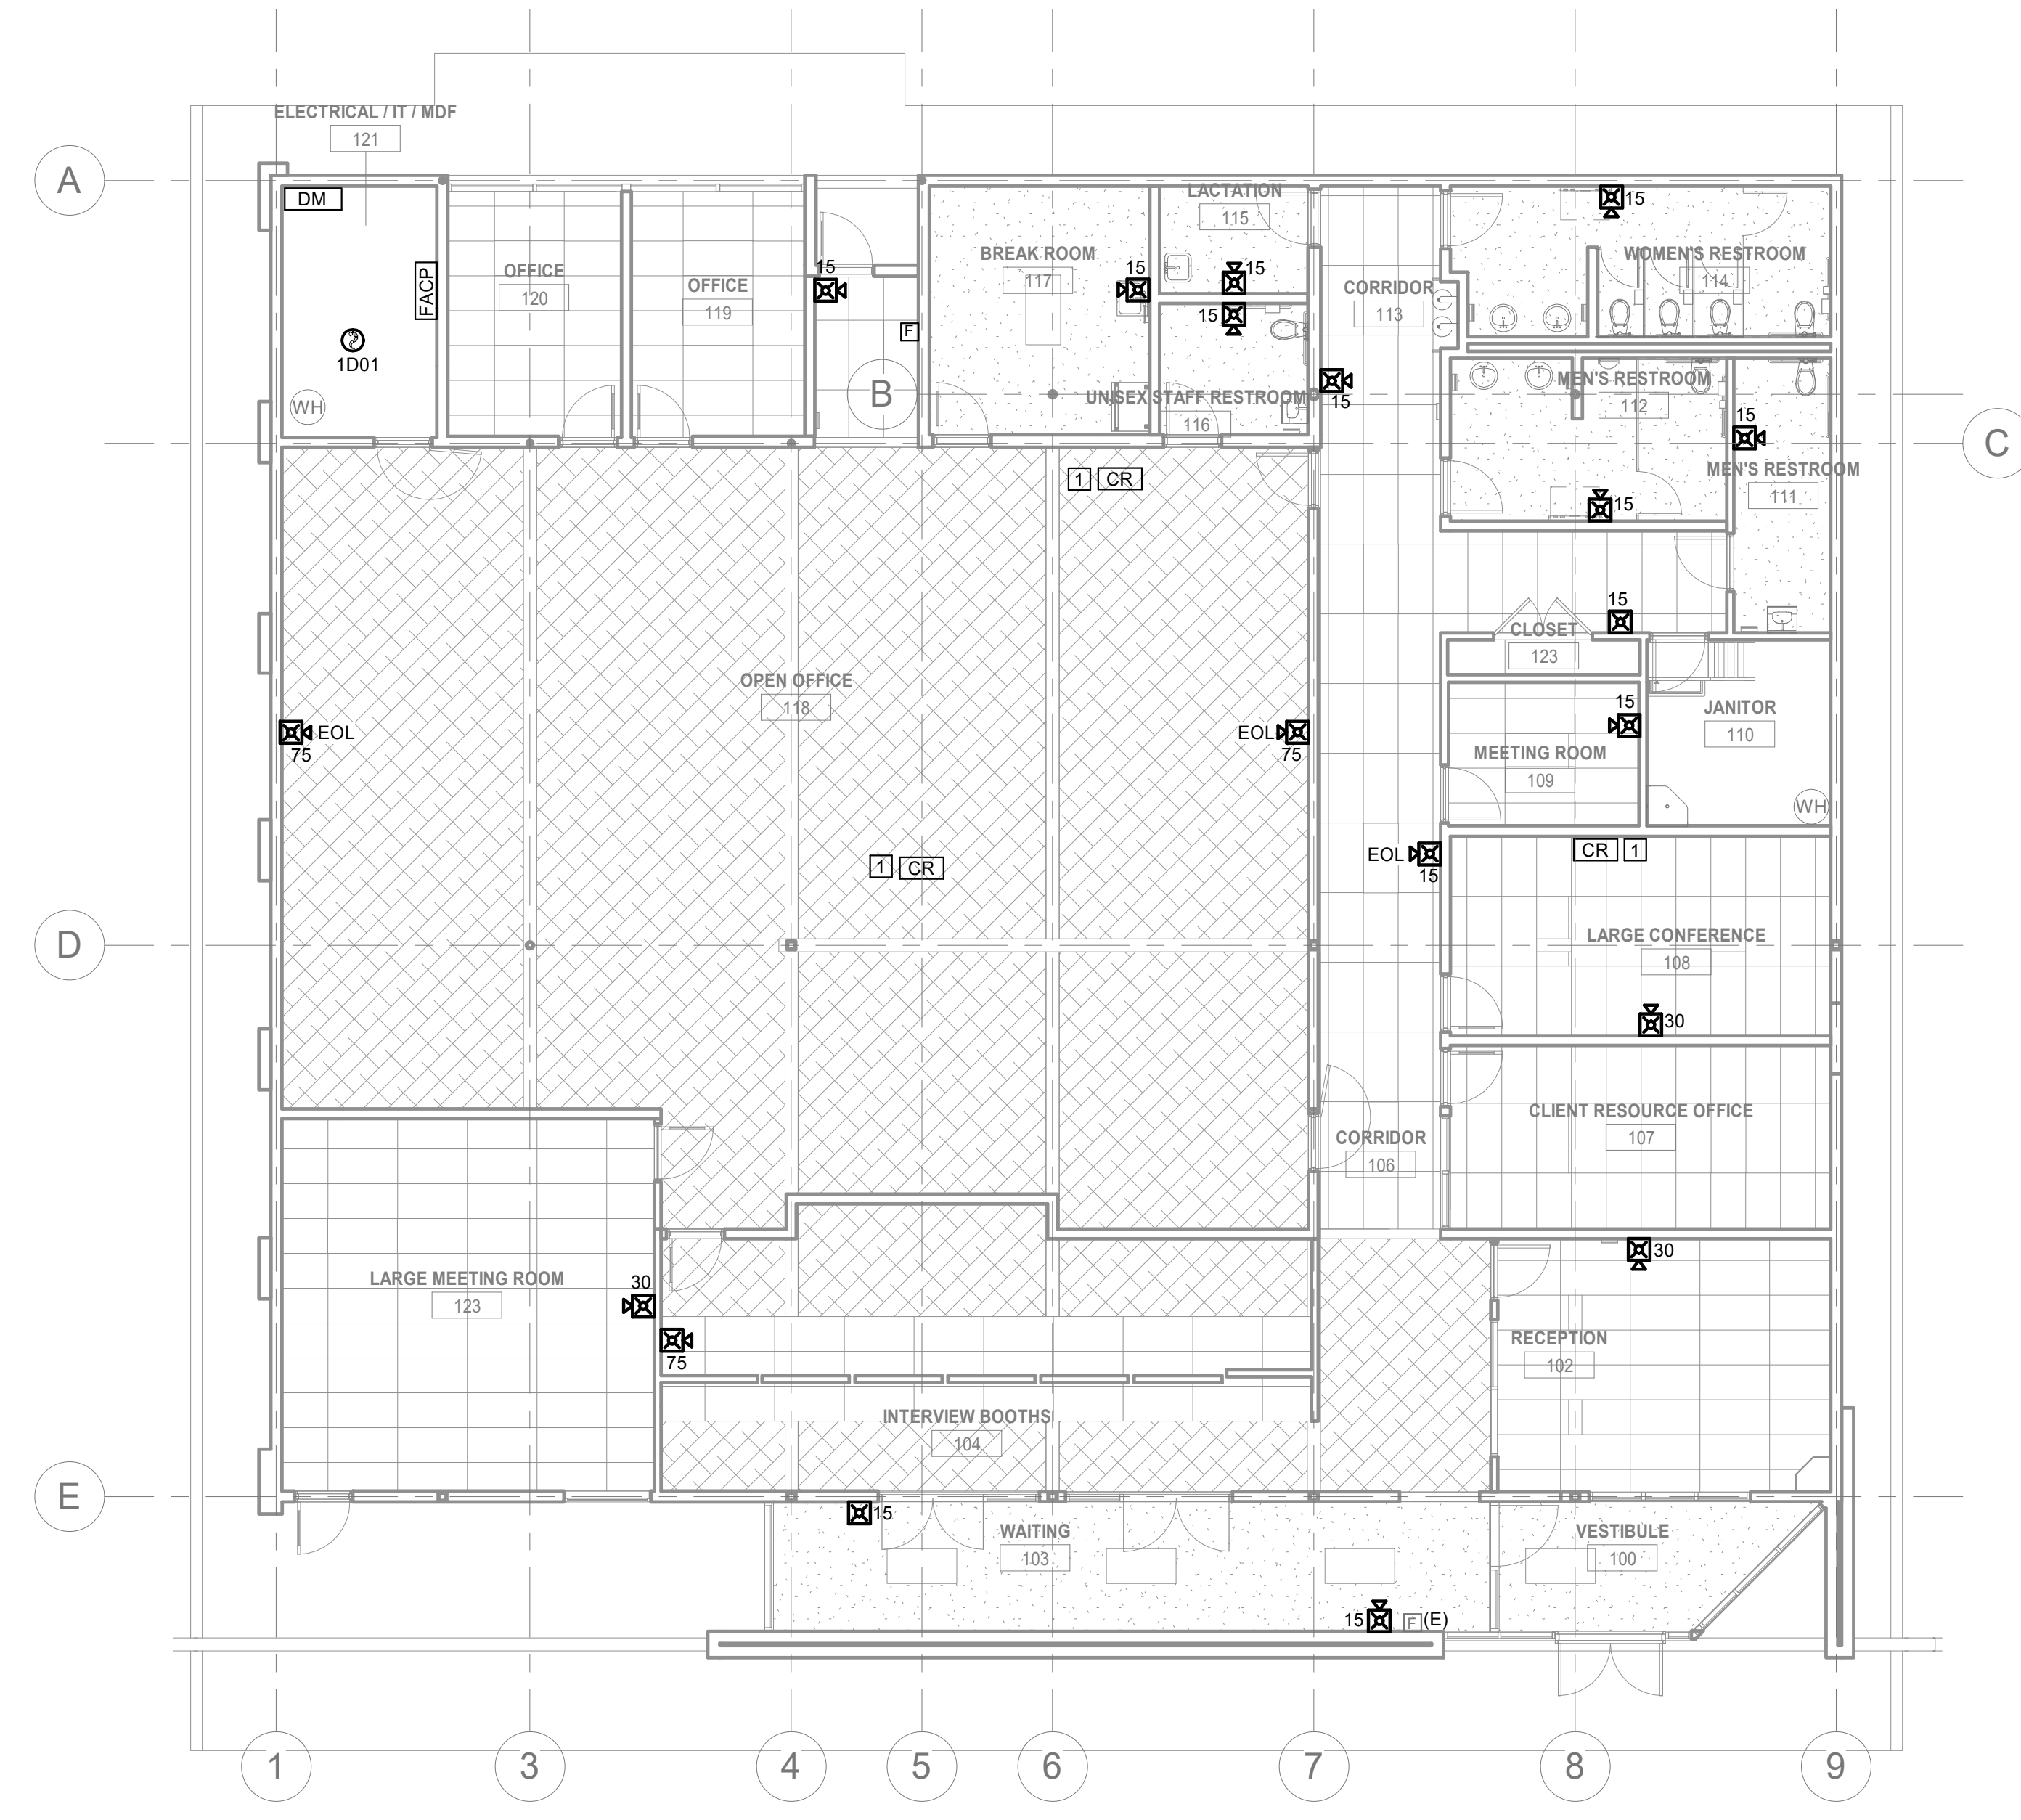 ELECTRICAL / IT / MDF
121
A
DM
LACTATION
115
15
BREAK ROOM
117
WOMEN'S RESTROOM
114
OFFICE
120
OFFICE
119
15
15
15
CORRIDOR
113
FACP
F
15
1D01
WH
B
UNISEX STAFF RESTROOM
116
15
MEN'S RESTROOM
112
15
C
MEN'S RESTROOM
111
1
CR
15
15
CLOSET
123
OPEN OFFICE
118
15
JANITOR
110
EOL
75
EOL
75
MEETING ROOM
109
WH
1
CR
EOL
15
CR
1
D
LARGE CONFERENCE
108
30
CLIENT RESOURCE OFFICE
107
CORRIDOR
106
30
LARGE MEETING ROOM
123
30
75
RECEPTION
102
INTERVIEW BOOTHS
104
E
15
WAITING
103
VESTIBULE
100
15
F
(E)
1
3
4
5
6
7
8
9